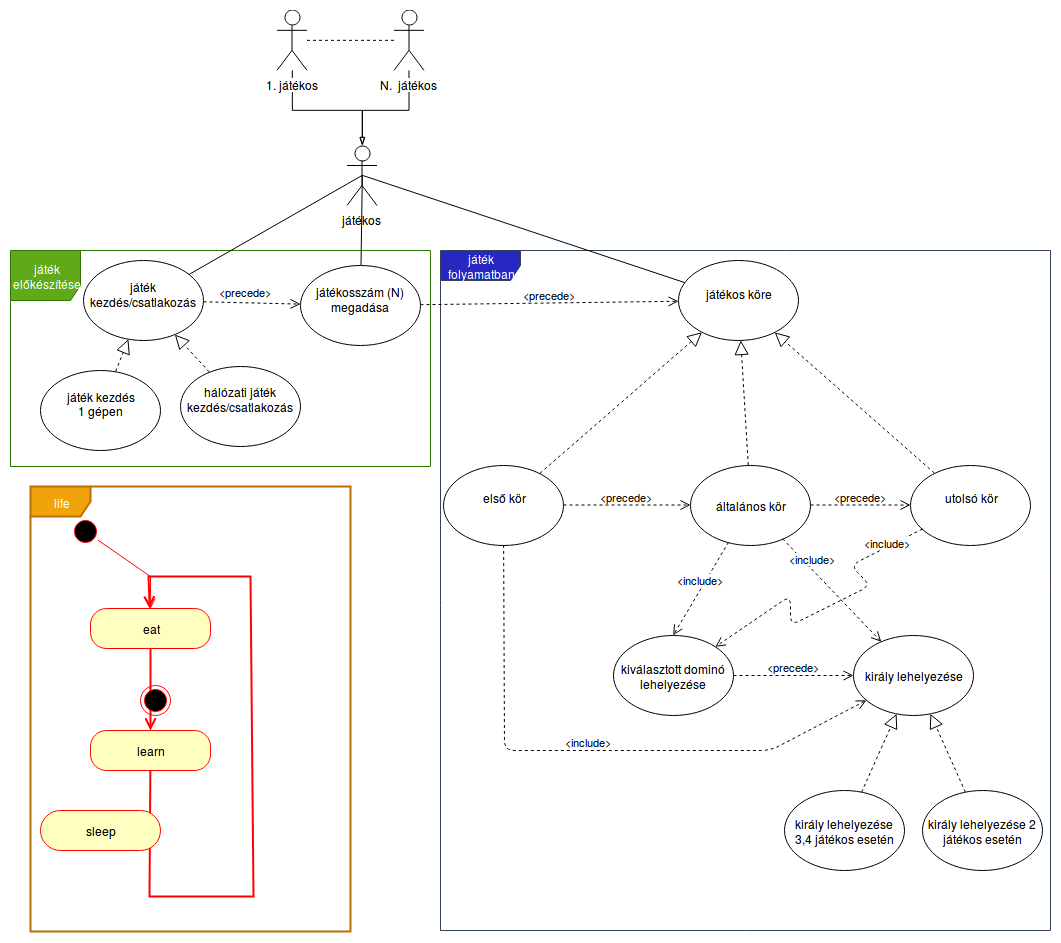 1. játékos
N. játékos
játékos
játék
előkészítése
játék
kezdés/csatlakozás
<precede>
játékosszám (N)
megadása
játék kezdés
1 gépen
hálózati játék
kezdés/csatlakozás
<precede>
játék
folyamatban
játékos köre
első kör
<precede>
általános kör
<precede>
utolsó kör
<include>
<include>
<include>
kiválasztott dominó
lehelyezése
<precede>
király lehelyezése
<include>
király lehelyezése
3,4 játékos esetén
király lehelyezése 2
játékos esetén
life
eat
learn
sleep